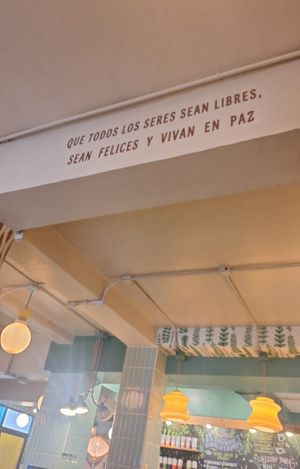 QUE TODOS LOS SERES SEAN LIBRES,
SEAN FELICES Y VIVAN EN PAZ